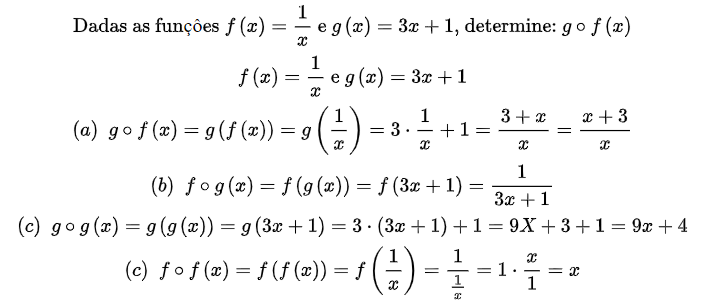 Dadas as funções f (x) = 1/x e g (x) = 3x + 1, determine: g ∘ f (x)
f (x) = 1/x e g (x) = 3x + 1
(a) g ∘ f (x) = g (f (x)) = g (1/x) = 3 · 1/x + 1 = (3 + x)/x = (x + 3)/x
(b) f ∘ g (x) = f (g (x)) = f (3x + 1) = 1/(3x + 1)
(c) g ∘ g (x) = g (g (x)) = g (3x + 1) = 3 · (3x + 1) + 1 = 9X + 3 + 1 = 9x + 4
(c) f ∘ f (x) = f (f (x)) = f (1/x) = 1/(1/x) = 1 · x/1 = x